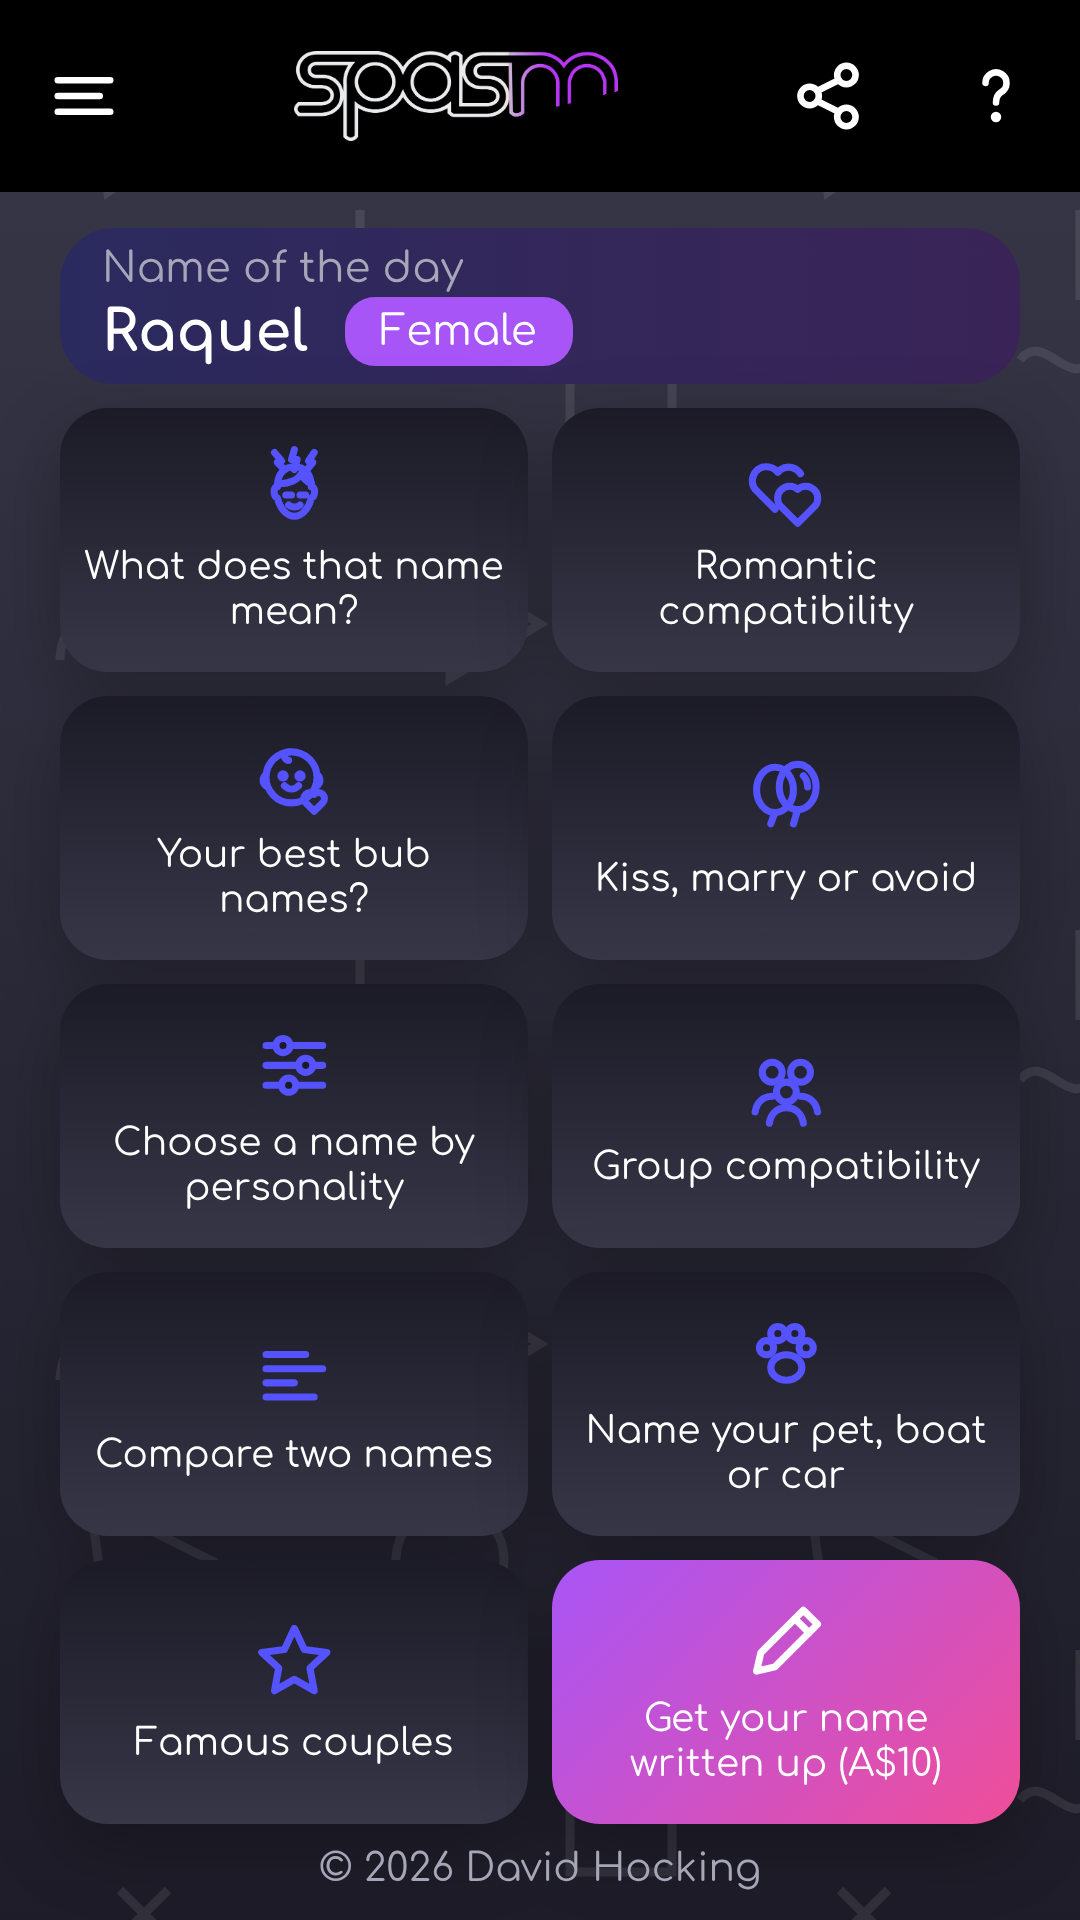 spasm
?
Name of the day
Raquel Female
What does that name
mean?
Romantic
compatibility
Your best bub
names?
Kiss, marry or avoid
Choose a name by
personality
Group compatibility
Compare two names
Name your pet, boat
or car
Famous couples
Get your name
written up (A$10)
© 2026 David Hocking